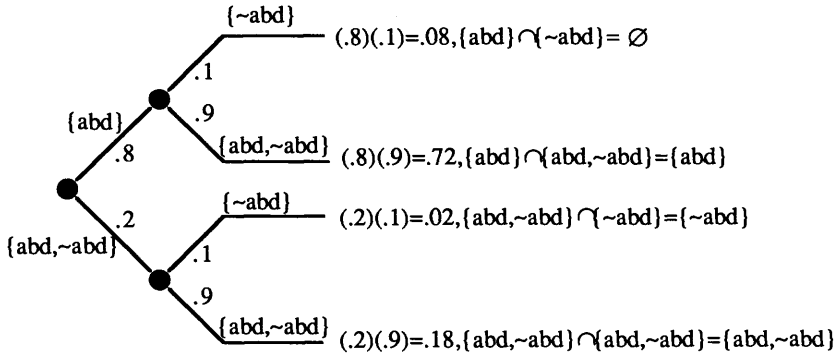 {~abd}
(.8)(.1)=.08,{abd}∩{~abd}= ∅
.1
{abd}
.9
.8
{abd,~abd}
(.8)(.9)=.72,{abd}∩{abd,~abd}={abd}
{~abd}
(.2)(.1)=.02,{abd,~abd}∩{~abd}={~abd}
.2
{abd,~abd}
.1
.9
{abd,~abd}
(.2)(.9)=.18,{abd,~abd}∩{abd,~abd}={abd,~abd}